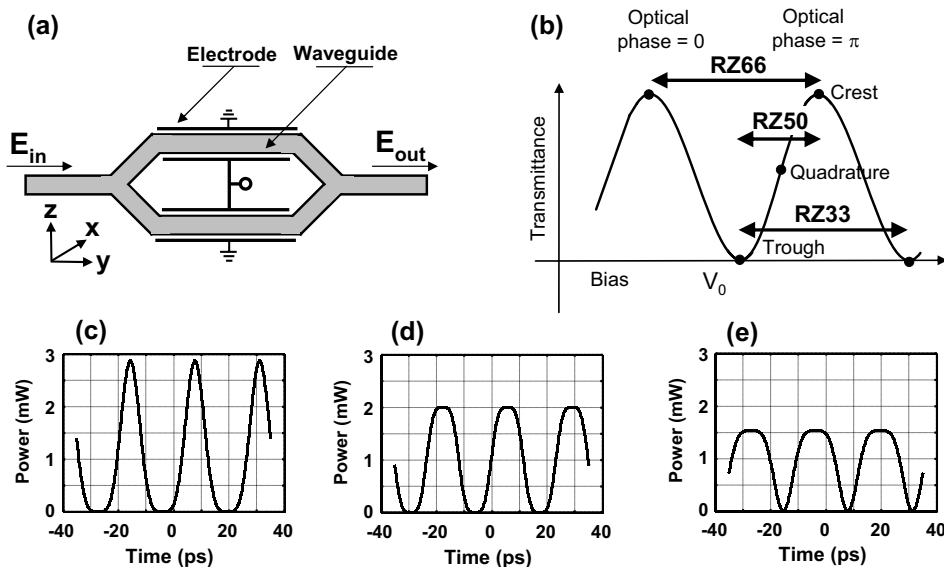 (a)
Electrode
Waveguide
E_in
E_out
z
x
y
(b)
Optical
phase = 0
Optical
phase = π
RZ66
Crest
RZ50
Quadrature
RZ33
Trough
Transmittance
Bias
V_0
(c)
Power (mW)
3
2
1
0
-40
-20
0
20
40
Time (ps)
(d)
Power (mW)
3
2
1
0
-40
-20
0
20
40
Time (ps)
(e)
Power (mW)
3
2
1
0
-40
-20
0
20
40
Time (ps)